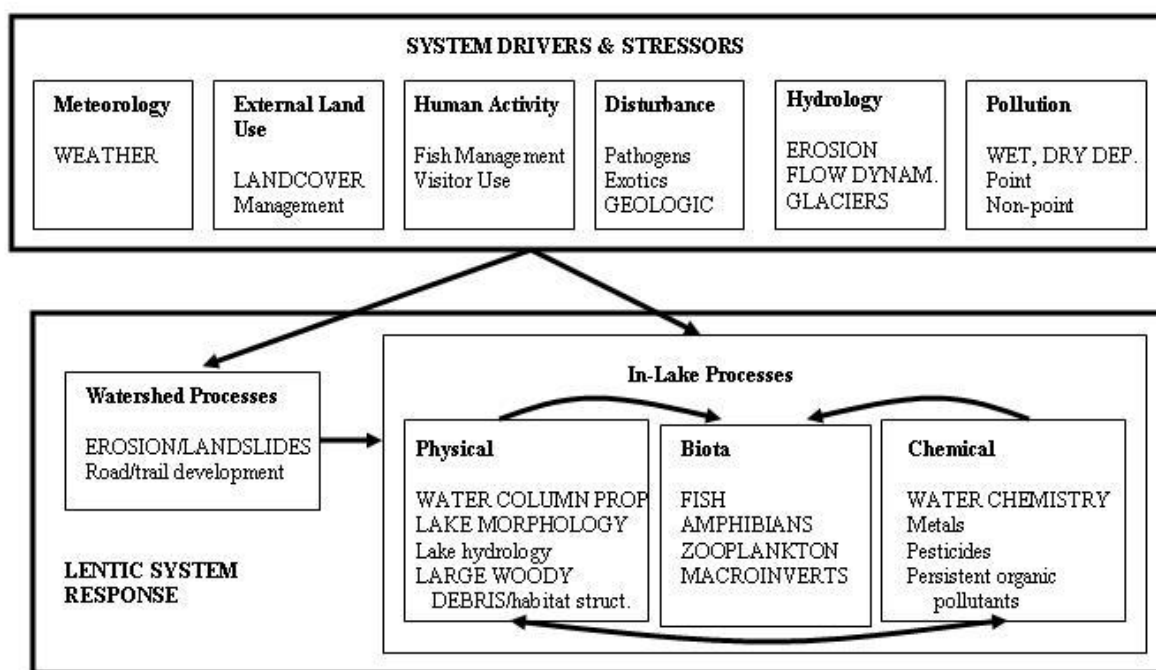 SYSTEM DRIVERS & STRESSORS
Meteorology
WEATHER
External Land
Use
LANDCOVER
Management
Human Activity
Fish Management
Visitor Use
Disturbance
Pathogens
Exotics
GEOLOGIC
Hydrology
EROSION
FLOW DYNAM.
GLACIERS
Pollution
WET, DRY DEP.
Point
Non-point
Watershed Processes
EROSION/LANDSLIDES
Road/trail development
LENTIC SYSTEM
RESPONSE
In-Lake Processes
Physical
WATER COLUMN PROP
LAKE MORPHOLOGY
Lake hydrology
LARGE WOODY
DEBRIS/habitat struct.
Biota
FISH
AMPHIBIANS
ZOOPLANKTON
MACROINVERTS
Chemical
WATER CHEMISTRY
Metals
Pesticides
Persistent organic
pollutants